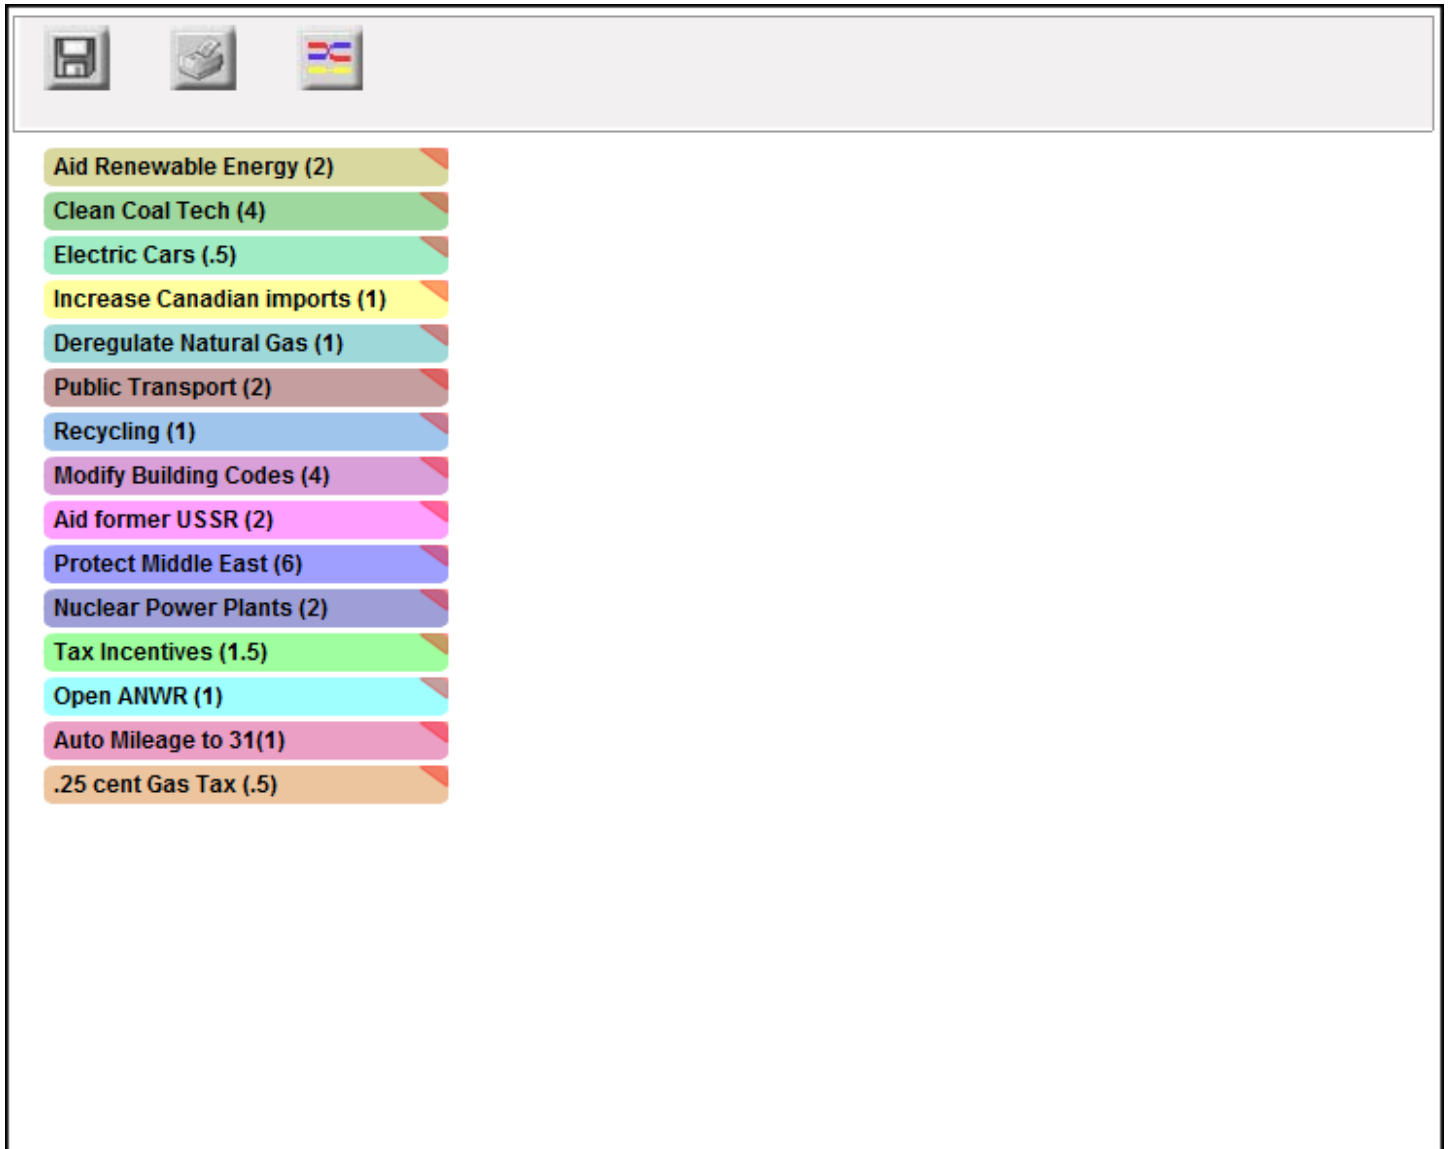 Aid Renewable Energy (2)
Clean Coal Tech (4)
Electric Cars (.5)
Increase Canadian imports (1)
Deregulate Natural Gas (1)
Public Transport (2)
Recycling (1)
Modify Building Codes (4)
Aid former USSR (2)
Protect Middle East (6)
Nuclear Power Plants (2)
Tax Incentives (1.5)
Open ANWR (1)
Auto Mileage to 31(1)
.25 cent Gas Tax (.5)